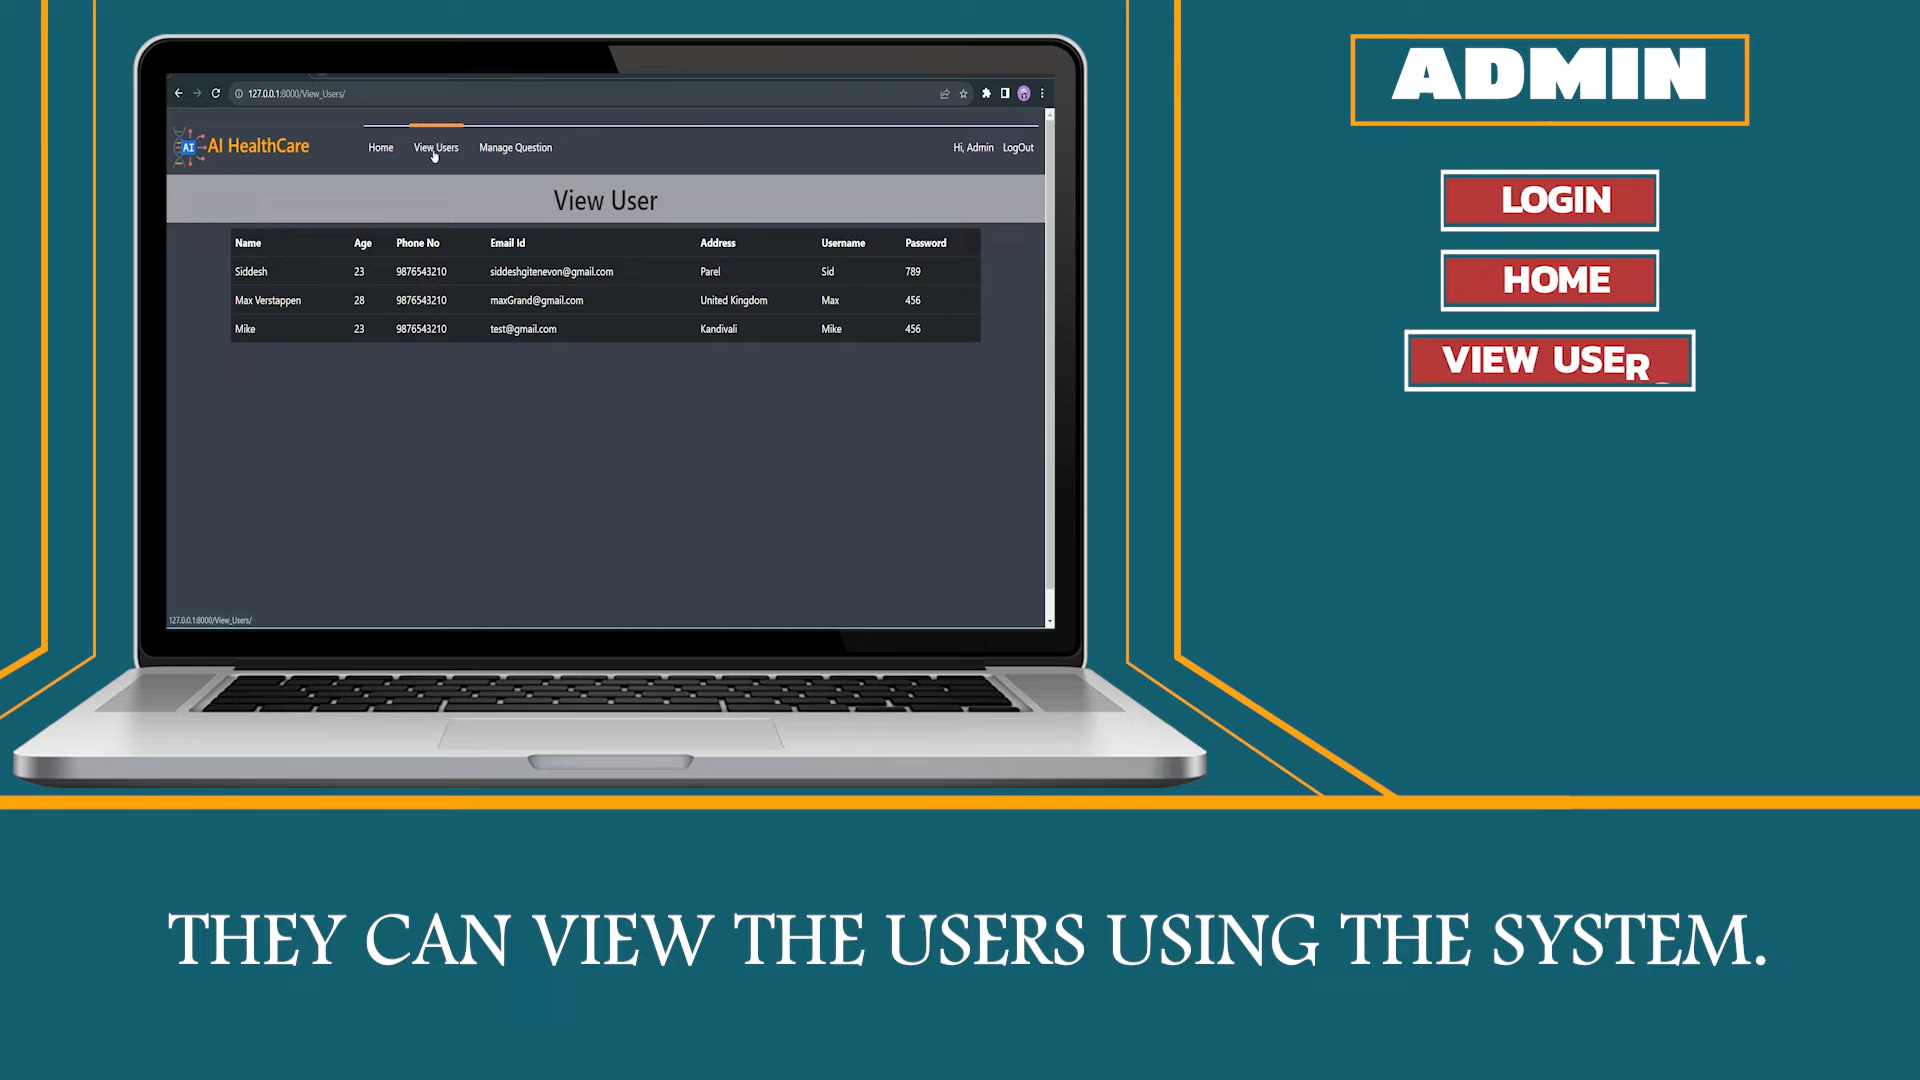 ADMIN
LOGIN
HOME
VIEW USER
127.0.0.1:8000/View_Users/
AI
AI HealthCare
Home
View Users
Manage Question
Hi, Admin
LogOut
View User
Name Age Phone No Email Id Address Username Password
Siddesh 23 9876543210 siddeshgitenevon@gmail.com Parel Sid 789
Max Verstappen 28 9876543210 maxGrand@gmail.com United Kingdom Max 456
Mike 23 9876543210 test@gmail.com Kandivali Mike 456
127.0.0.1:8000/View_Users/
THEY CAN VIEW THE USERS USING THE SYSTEM.